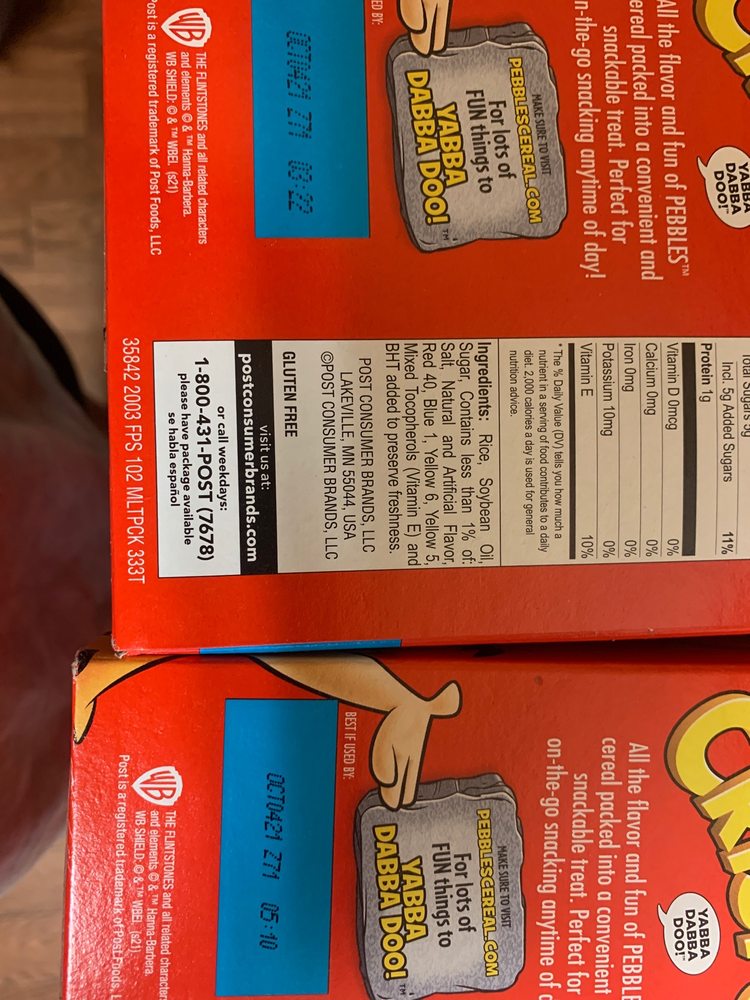 All the flavor and fun of PEBBLES™
cereal packed into a convenient and
snackable treat. Perfect for
n-the-go snacking anytime of day!
YABBA
DABBA
DOO!™
MAKE SURE TO VISIT
PEBBLESCEREAL.COM
For lots of
FUN things to
YABBA
DABBA DOO!™
ED BY:
OCT0421 ZT1 03:22
THE FLINTSTONES and all related characters
and elements © & ™ Hanna-Barbera.
WB SHIELD: © & ™ WBEI. (s21)
Post is a registered trademark of Post Foods, LLC
Total Sugars 5g
Incl. 5g Added Sugars 11%
Protein 1g
Vitamin D 0mcg 0%
Calcium 0mg 0%
Iron 0mg 0%
Potassium 10mg 0%
Vitamin E 10%
* The % Daily Value (DV) tells you how much a
nutrient in a serving of food contributes to a daily
diet. 2,000 calories a day is used for general
nutrition advice.
Ingredients: Rice, Soybean Oil,
Sugar, Contains less than 1% of:
Salt, Natural and Artificial Flavor,
Red 40, Blue 1, Yellow 6, Yellow 5,
Mixed Tocopherols (Vitamin E) and
BHT added to preserve freshness.
POST CONSUMER BRANDS, LLC
LAKEVILLE, MN 55044, USA
©POST CONSUMER BRANDS, LLC
GLUTEN FREE
visit us at:
postconsumerbrands.com
or call weekdays:
1-800-431-POST (7678)
please have package available
se habla español
35842 2003 FPS 102 MLTPCK 333T
CRISP
All the flavor and fun of PEBBLE
cereal packed into a convenient
snackable treat. Perfect for
on-the-go snacking anytime of d
YABBA
DABBA
DOO!™
MAKE SURE TO VISIT
PEBBLESCEREAL.COM
For lots of
FUN things to
YABBA
DABBA DOO!™
BEST IF USED BY:
OCT0421 ZT1 05:10
THE FLINTSTONES and all related character
and elements © & ™ Hanna-Barbera.
WB SHIELD: © & ™ WBEI. (s21)
Post is a registered trademark of Post Foods, L